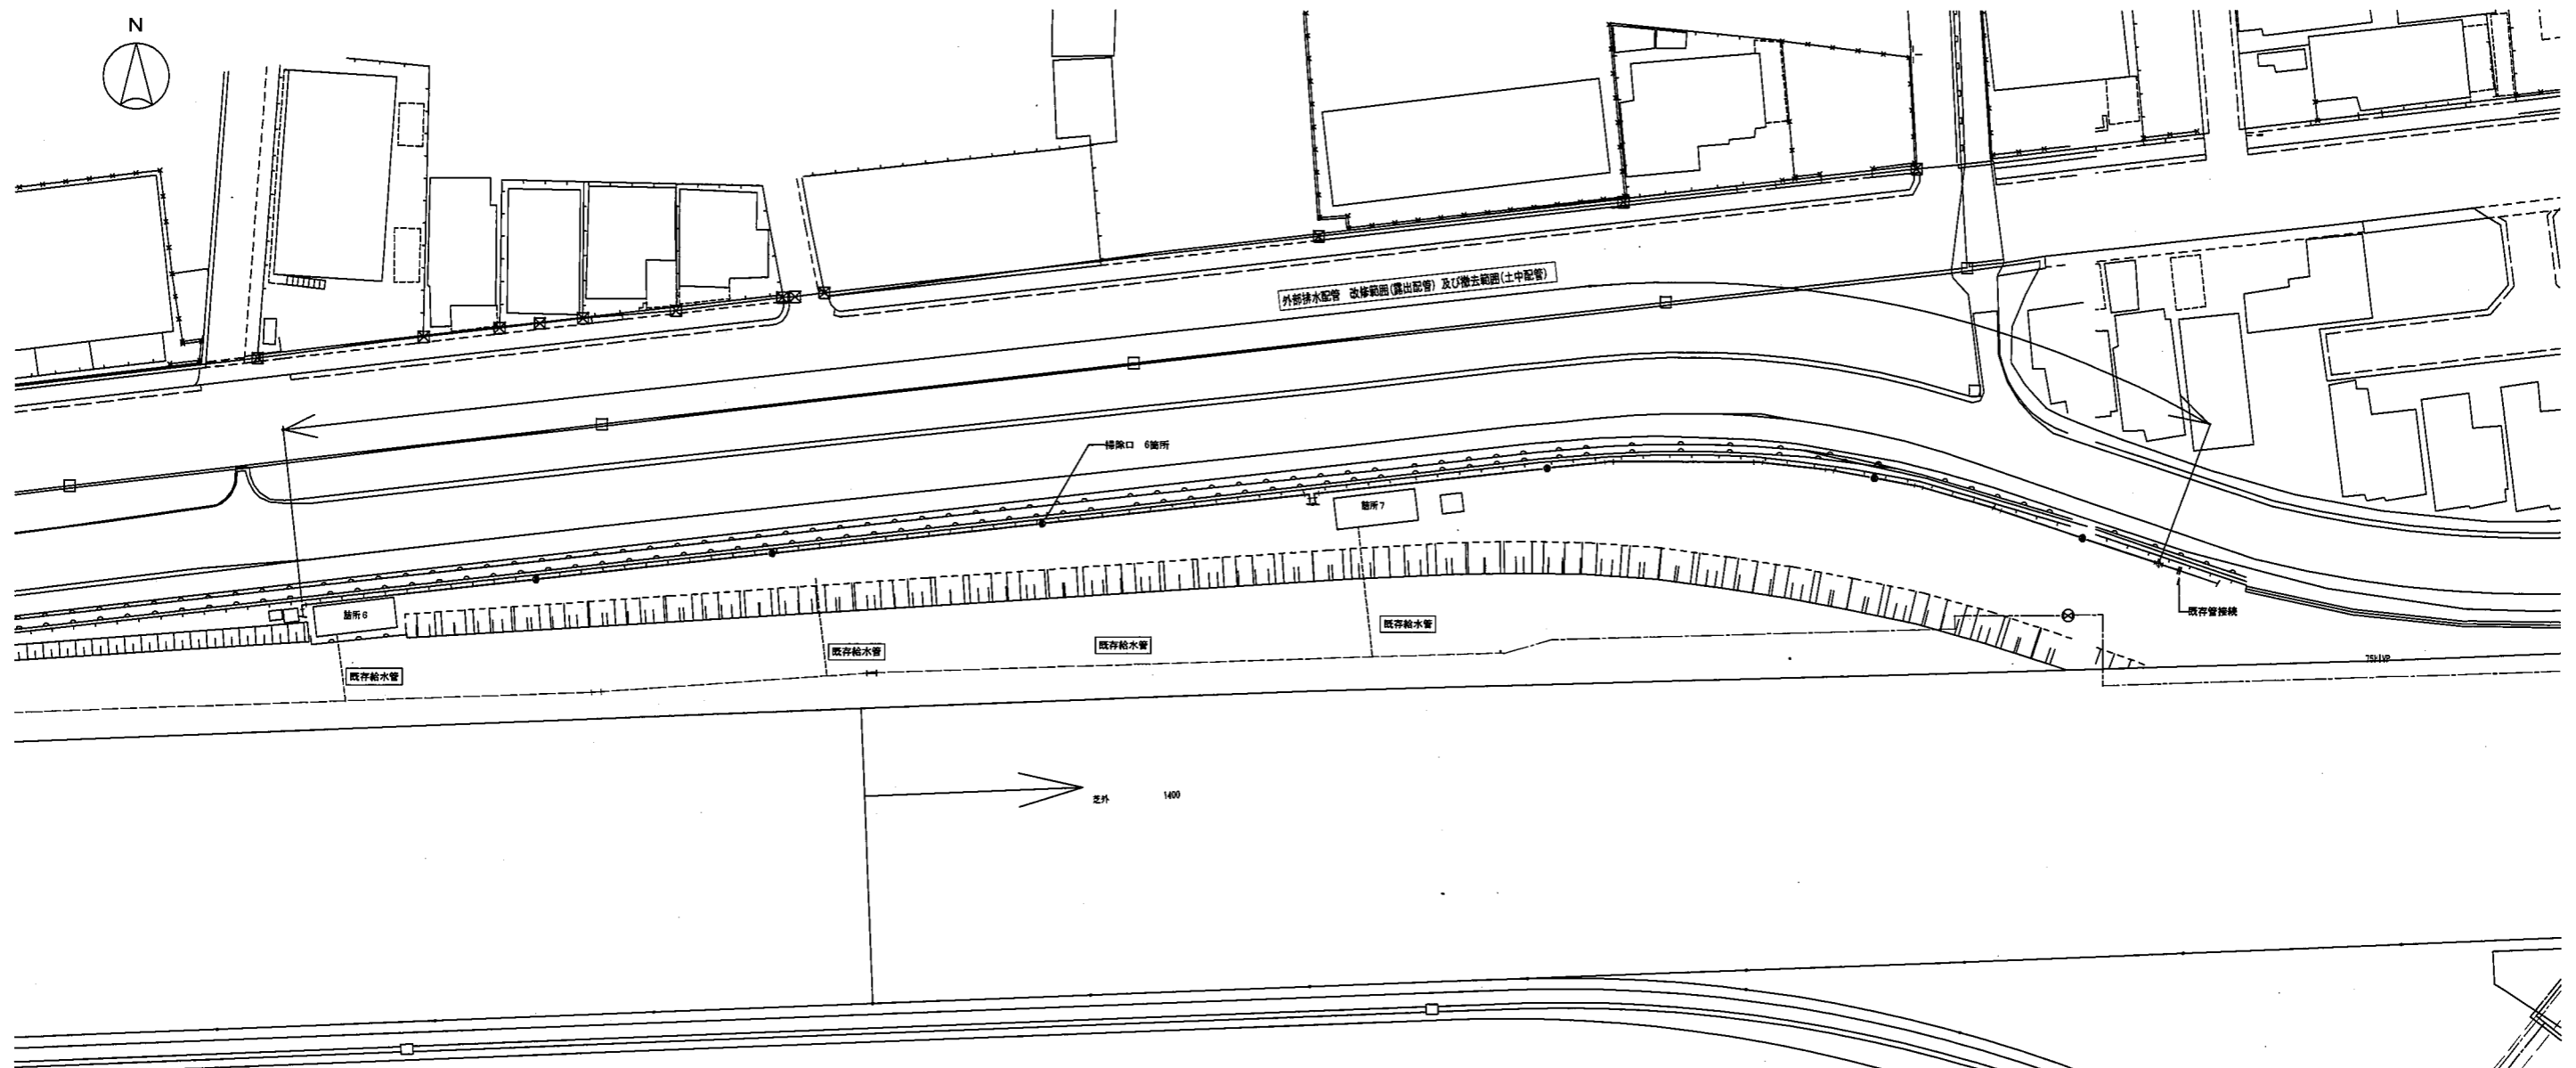 N
外部排水配管 改修範囲(露出配管) 及び撤去範囲(土中配管)
掃除口 6箇所
詰所7
詰所6
既存管接続
既存給水管
既存給水管
既存給水管
既存給水管
芝外 1400